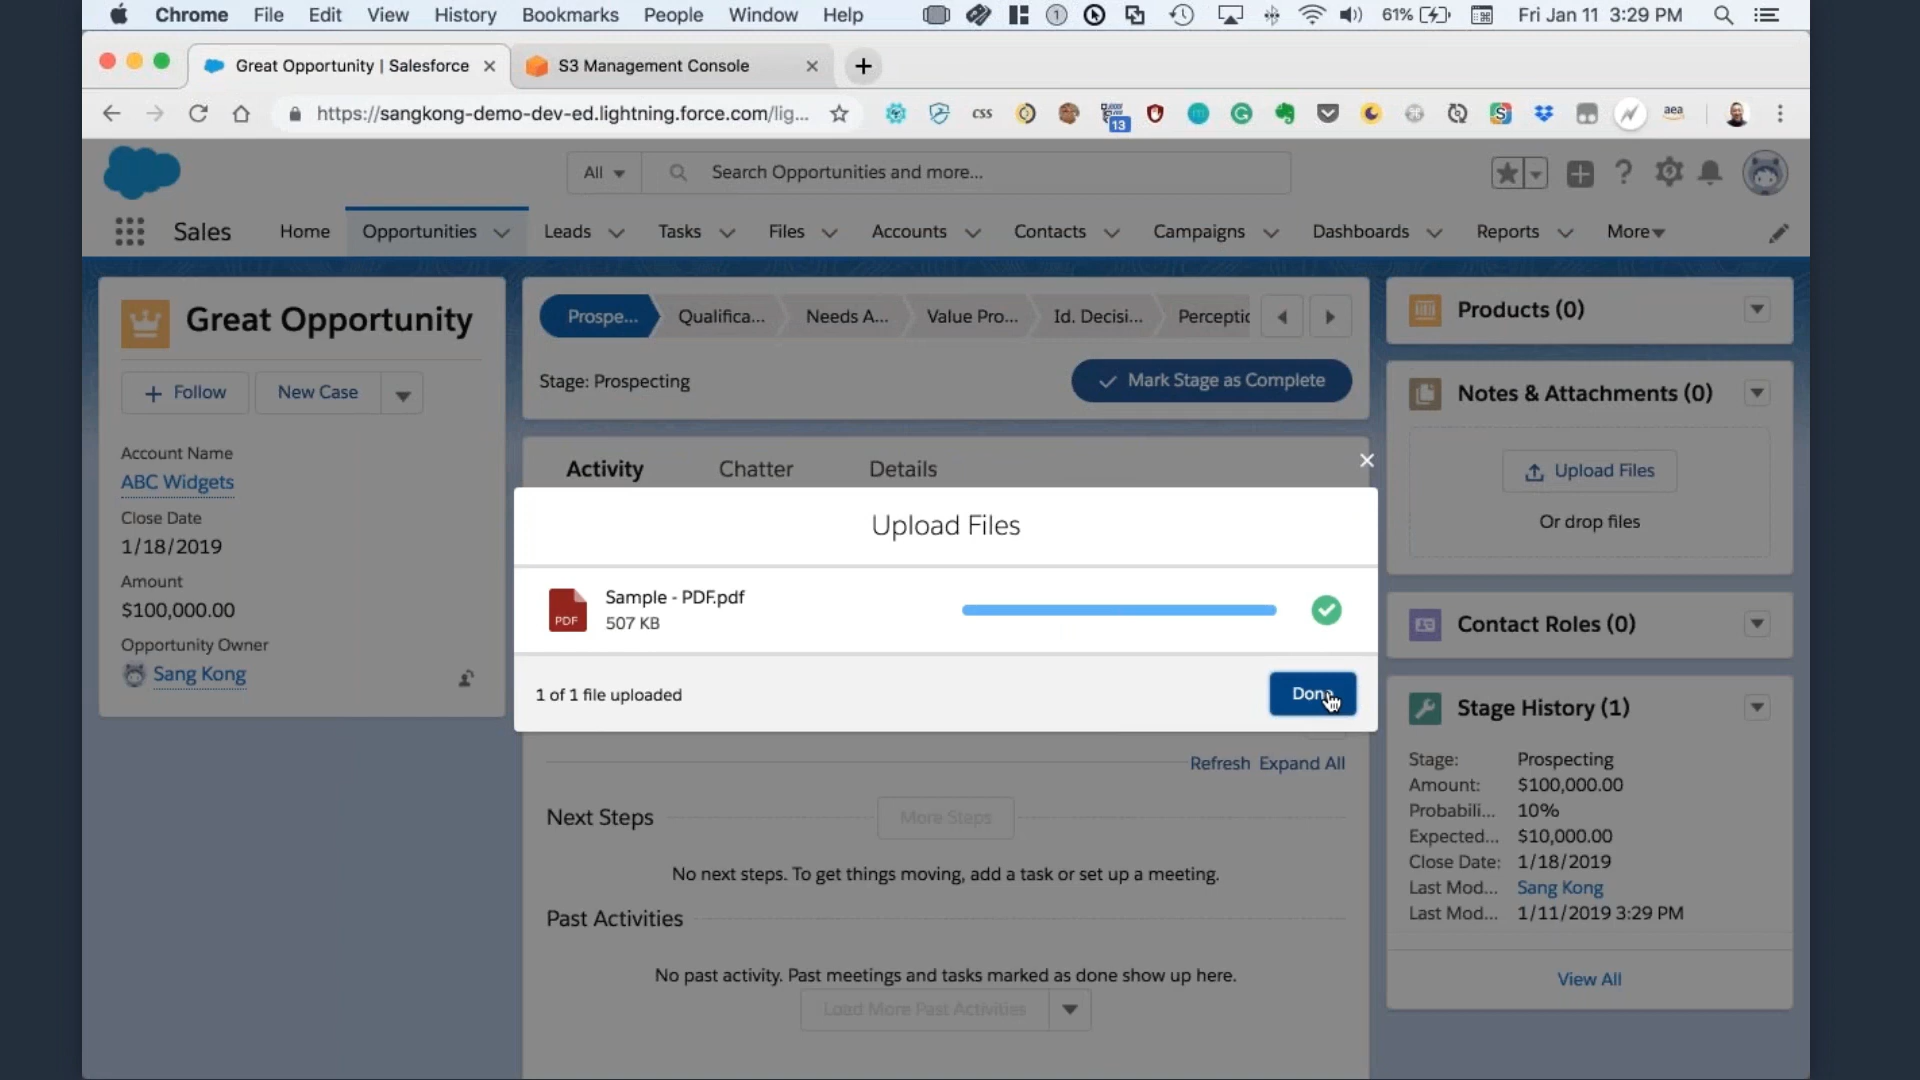 Chrome File Edit View History Bookmarks People Window Help 1 61% Fri Jan 11 3:29 PM
Great Opportunity | Salesforce S3 Management Console
https://sangkong-demo-dev-ed.lightning.force.com/lig... css 13 aea
All Search Opportunities and more...
Sales Home Opportunities Leads Tasks Files Accounts Contacts Campaigns Dashboards Reports More
Great Opportunity
Follow New Case
Account Name
ABC Widgets
Close Date
1/18/2019
Amount
$100,000.00
Opportunity Owner
Sang Kong
Prospe... Qualifica... Needs A... Value Pro... Id. Decisi... Perceptic
Stage: Prospecting Mark Stage as Complete
Activity Chatter Details
Upload Files
PDF
Sample - PDF.pdf
507 KB
1 of 1 file uploaded
Done
Refresh Expand All
Next Steps More Steps
No next steps. To get things moving, add a task or set up a meeting.
Past Activities
No past activity. Past meetings and tasks marked as done show up here.
Load More Past Activities
Products (0)
Notes & Attachments (0)
Upload Files
Or drop files
Contact Roles (0)
Stage History (1)
Stage: Prospecting
Amount: $100,000.00
Probabili... 10%
Expected... $10,000.00
Close Date: 1/18/2019
Last Mod... Sang Kong
Last Mod... 1/11/2019 3:29 PM
View All